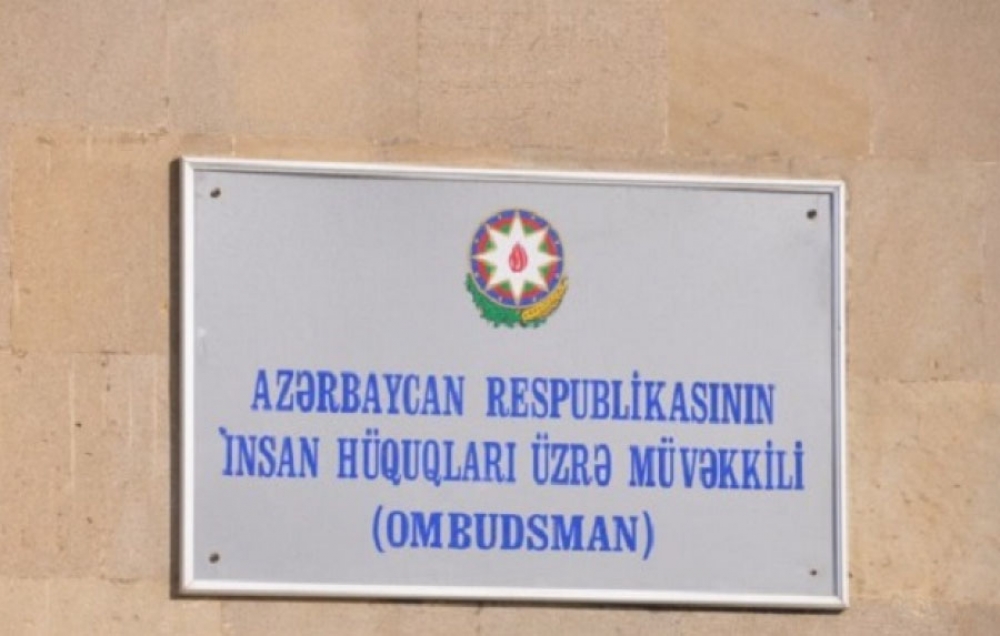 AZƏRBAYCAN RESPUBLİKASININ
İNSAN HÜQUQLARI ÜZRƏ MÜVƏKKİLİ
(OMBUDSMAN)